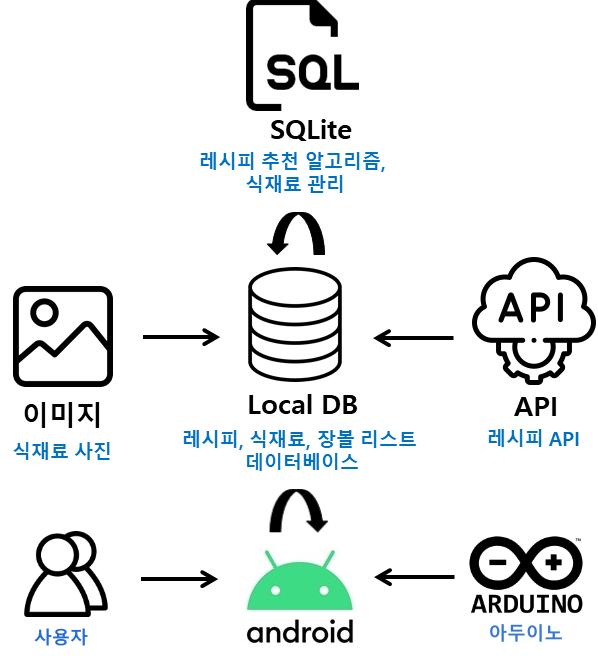 SQL
SQLite
레시피 추천 알고리즘,
식재료 관리
API
이미지
Local DB
API
식재료 사진
레시피, 식재료, 장볼 리스트
데이터베이스
레시피 API
사용자
android
ARDUINO
™
아두이노